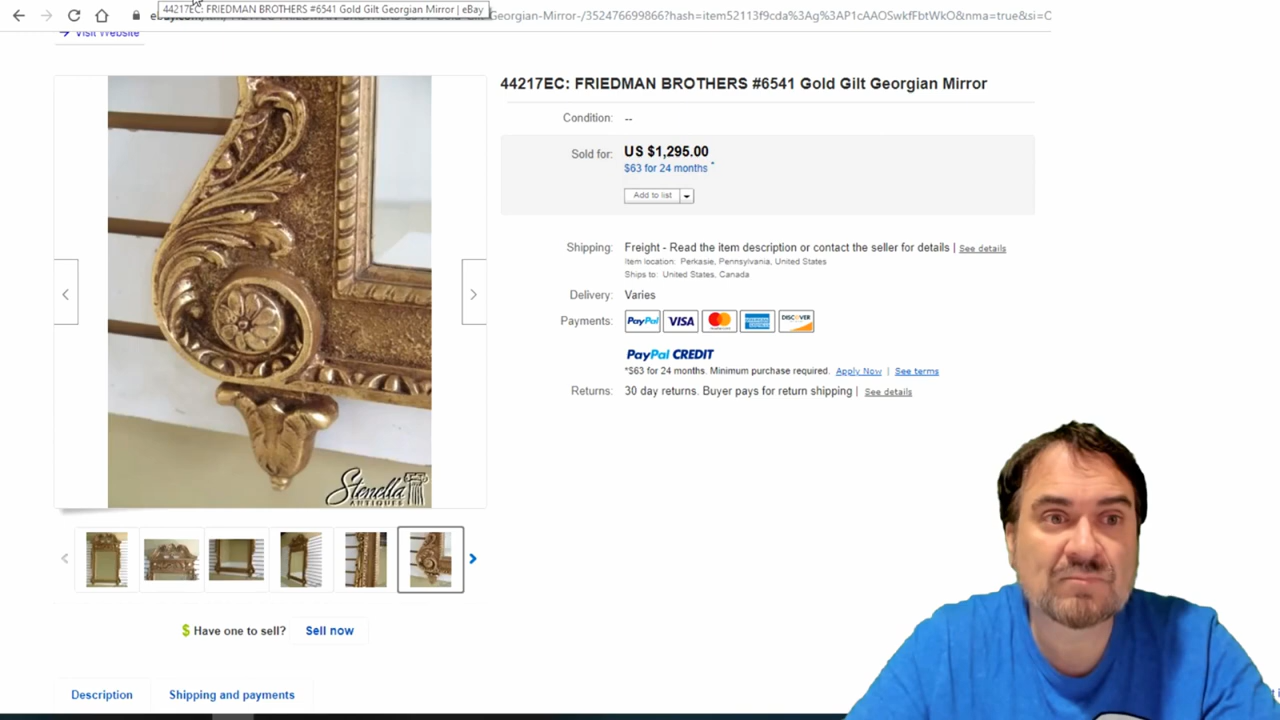 44217EC: FRIEDMAN BROTHERS #6541 Gold Gilt Georgian Mirror | eBay
Georgian-Mirror-/352476699866?hash=item52113f9cda%3Ag%3AP1cAAOSwkfFbtWkO&nma=true&si=C
Visit Website
44217EC: FRIEDMAN BROTHERS #6541 Gold Gilt Georgian Mirror
Condition: --
Sold for: US $1,295.00
$63 for 24 months *
Add to list
Shipping: Freight - Read the item description or contact the seller for details | See details
Item location: Perkasie, Pennsylvania, United States
Ships to: United States, Canada
Delivery: Varies
Payments: PayPal VISA MasterCard AMERICAN EXPRESS DISCOVER
PayPal CREDIT
*$63 for 24 months. Minimum purchase required. Apply Now | See terms
Returns: 30 day returns. Buyer pays for return shipping | See details
Stenella
ANTIQUES
$ Have one to sell? Sell now
Description Shipping and payments